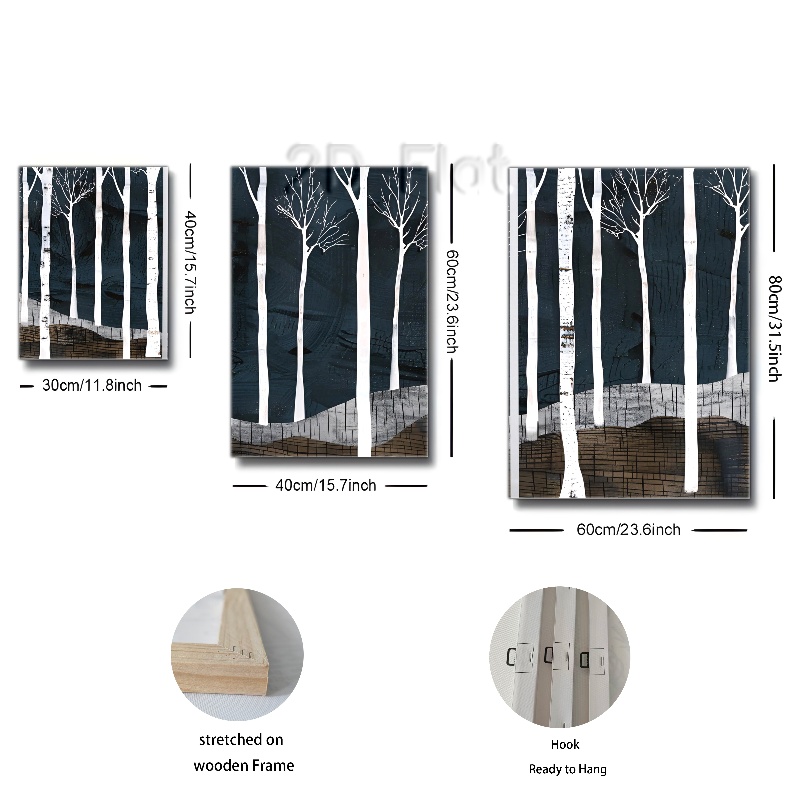 2D Flat
40cm/15.7inch
60cm/23.6inch
80cm/31.5inch
30cm/11.8inch
40cm/15.7inch
60cm/23.6inch
stretched on
wooden Frame
Hook
Ready to Hang